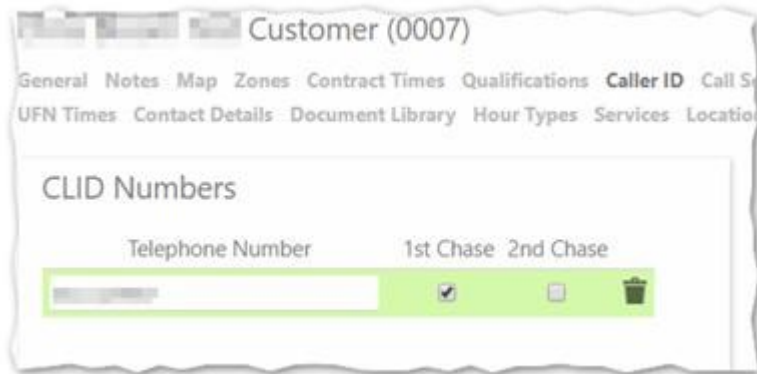 Customer (0007)
General Notes Map Zones Contract Times Qualifications Caller ID Call
UFN Times Contact Details Document Library Hour Types Services
CLID Numbers
Telephone Number 1st Chase 2nd Chase